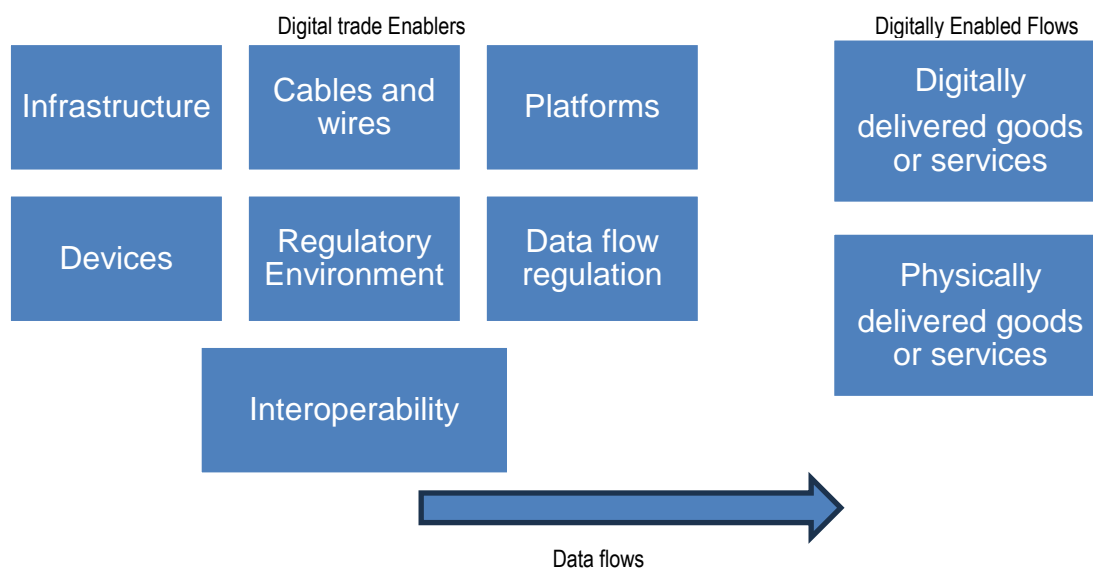 Digital trade Enablers
Digitally Enabled Flows
Infrastructure
Cables and
wires
Platforms
Digitally
delivered goods
or services
Devices
Regulatory
Environment
Data flow
regulation
Physically
delivered goods
or services
Interoperability
Data flows